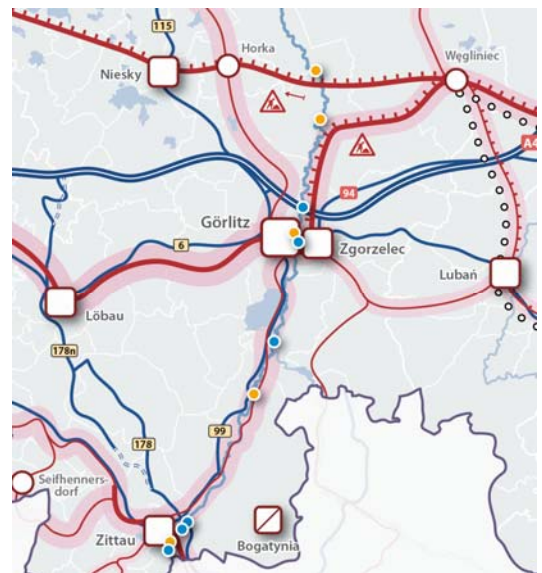 115
Horka
Węgliniec
Niesky
A4
94
Görlitz
6
Zgorzelec
Lubań
Löbau
178n
178
99
Seifhenners-
dorf
Zittau
Bogatynia